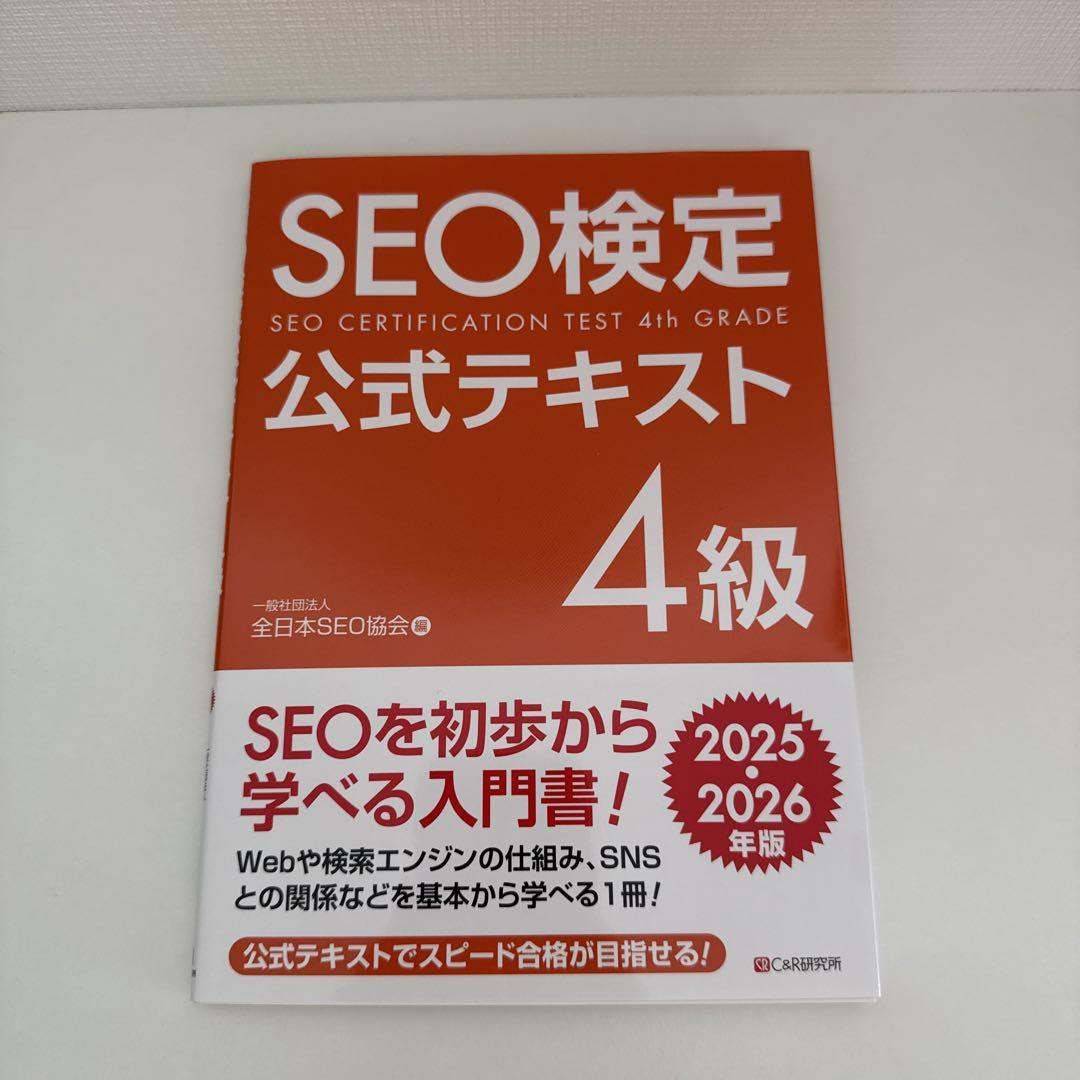 SEO検定
SEO CERTIFICATION TEST 4th GRADE
公式テキスト
4級
一般社団法人
全日本SEO協会 編
SEOを初歩から
学べる入門書!
2025・
2026
年版
Webや検索エンジンの仕組み、SNS
との関係などを基本から学べる1冊!
公式テキストでスピード合格が目指せる!
C&R研究所